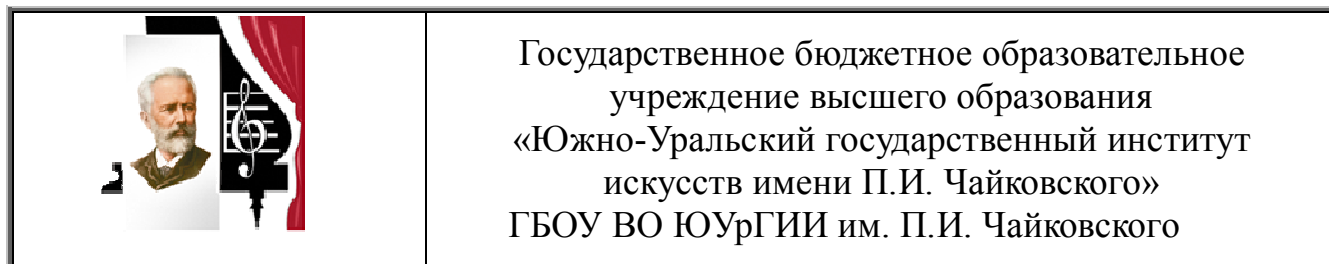 Государственное бюджетное образовательное
учреждение высшего образования
«Южно-Уральский государственный институт
искусств имени П.И. Чайковского»
ГБОУ ВО ЮУрГИИ им. П.И. Чайковского